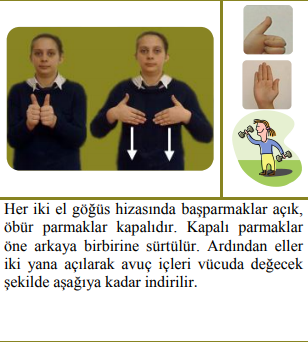 Her iki el göğüs hizasında başparmaklar açık,
öbür parmaklar kapalıdır. Kapalı parmaklar
öne arkaya birbirine sürtülür. Ardından eller
iki yana açılarak avuç içleri vücuda değecek
şekilde aşağıya kadar indirilir.